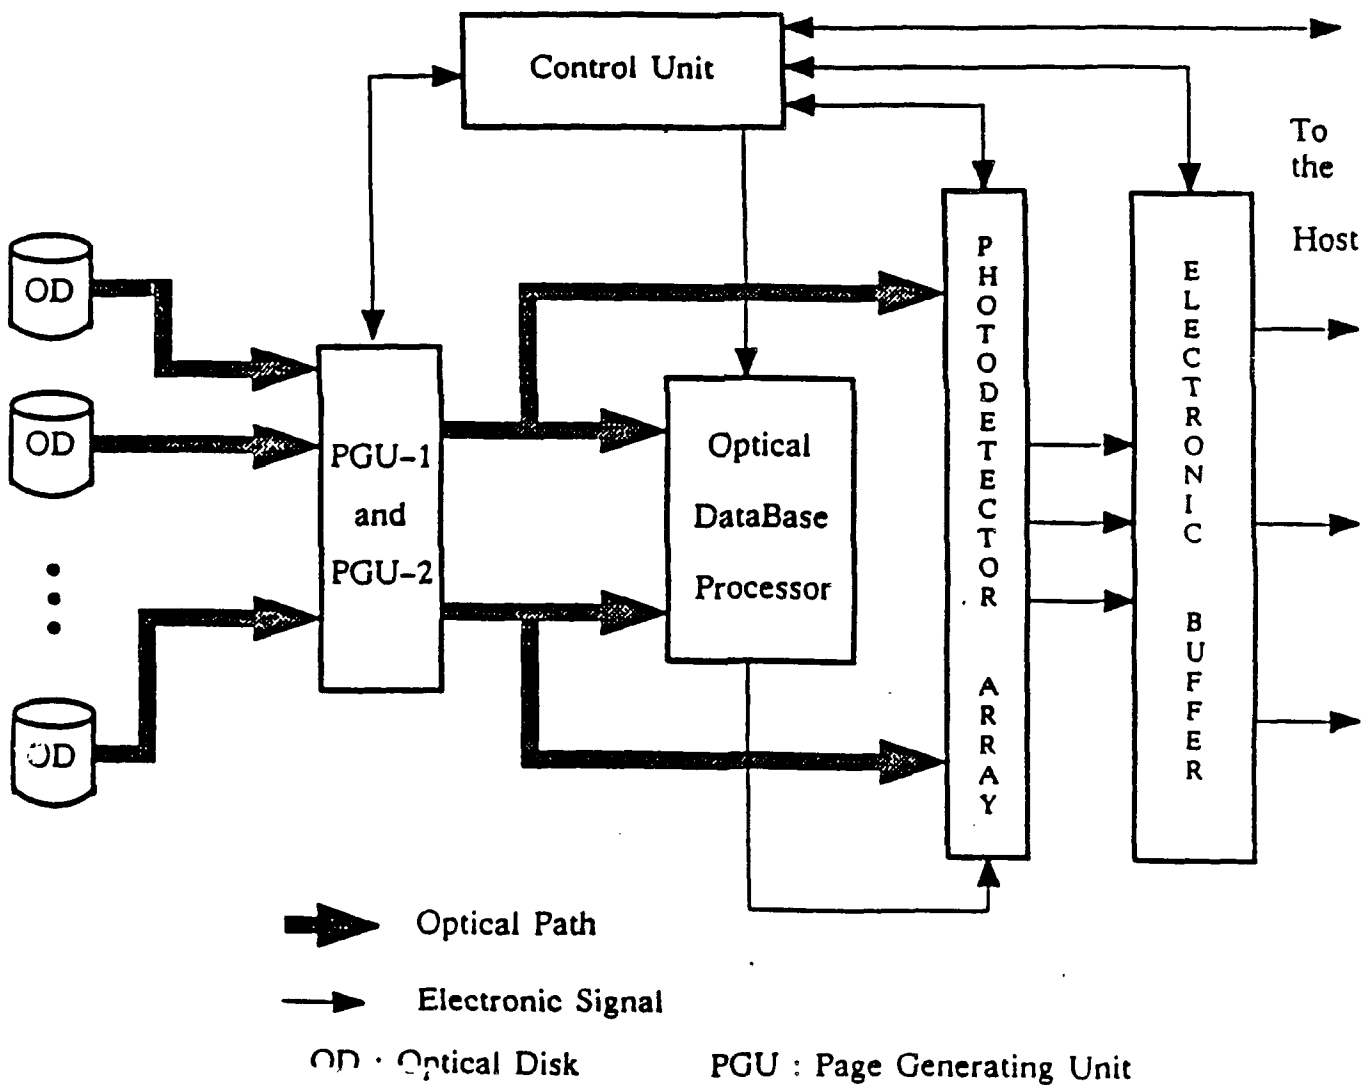 Control Unit
To
the
Host
OD
OD
OD
PGU-1
and
PGU-2
Optical
DataBase
Processor
PHOTODETECTOR ARRAY
ELECTRONIC BUFFER
Optical Path
Electronic Signal
OD : Optical Disk
PGU : Page Generating Unit